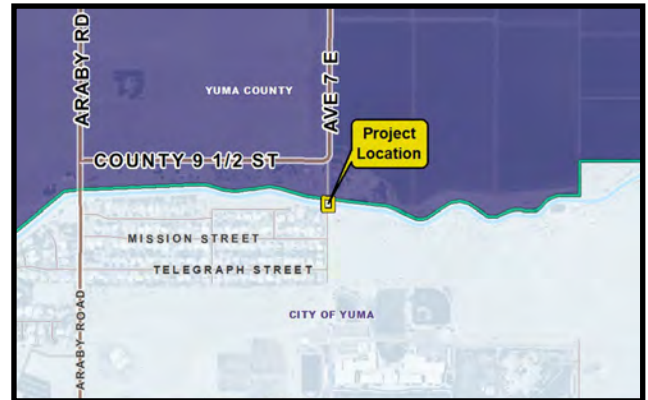 ARABY RD
YUMA COUNTY
AVE 7 E
Project
Location
COUNTY 9 1/2 ST
MISSION STREET
TELEGRAPH STREET
CITY OF YUMA
ARABY ROAD